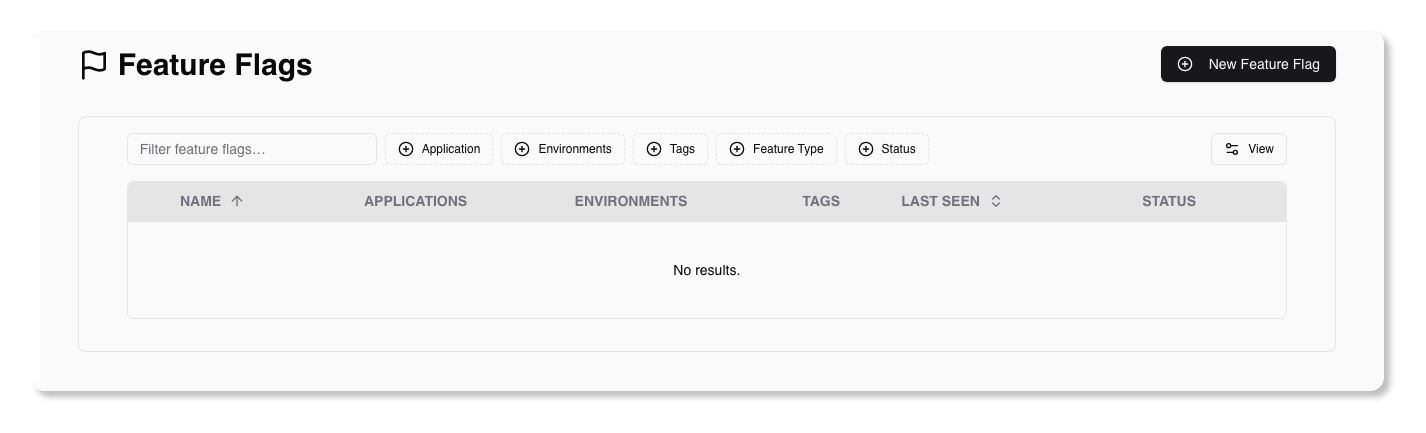 Feature Flags
New Feature Flag
Filter feature flags...
Application
Environments
Tags
Feature Type
Status
View
NAME APPLICATIONS ENVIRONMENTS TAGS LAST SEEN STATUS
No results.